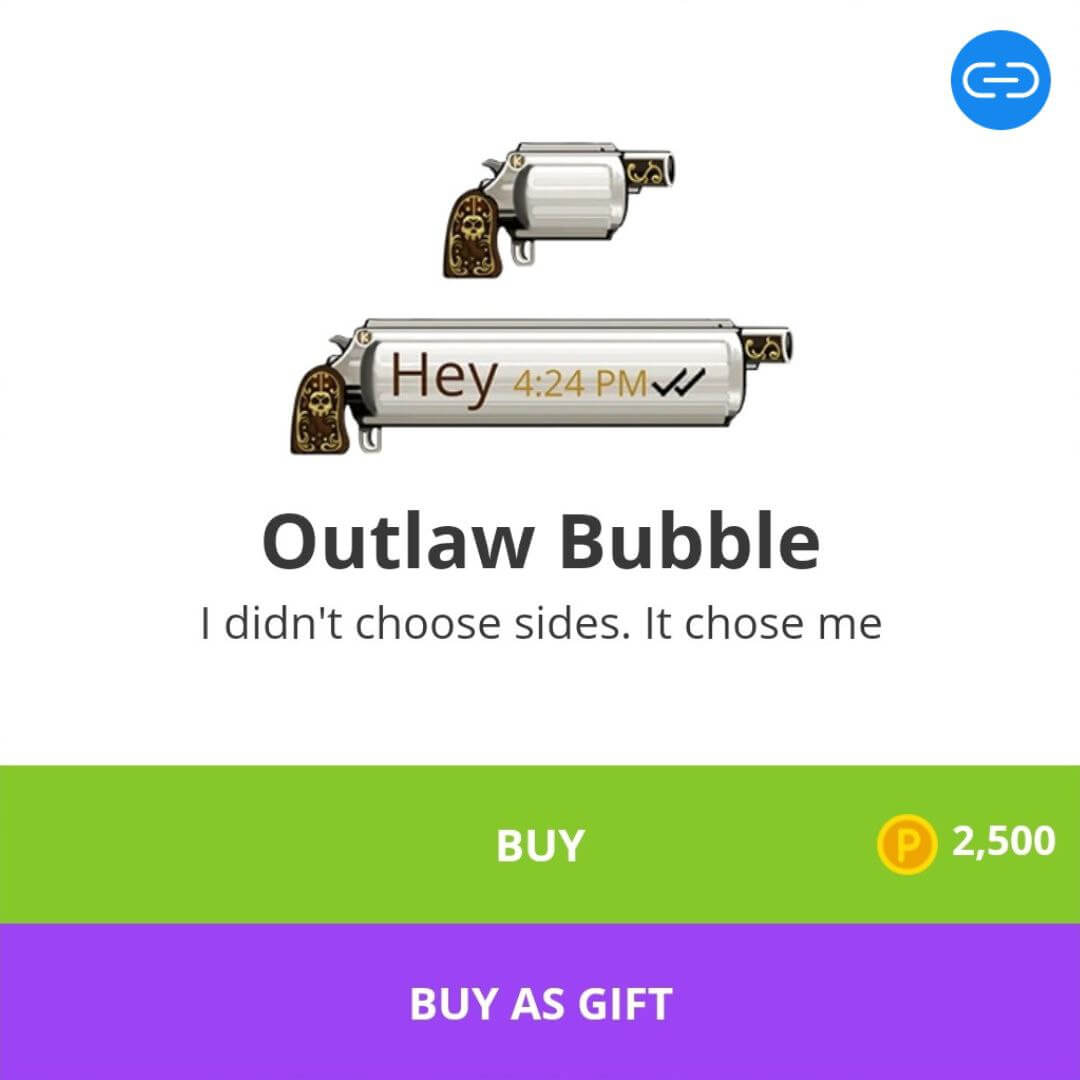 K
K
Hey 4:24 PM
Outlaw Bubble
I didn't choose sides. It chose me
BUY P 2,500
BUY AS GIFT